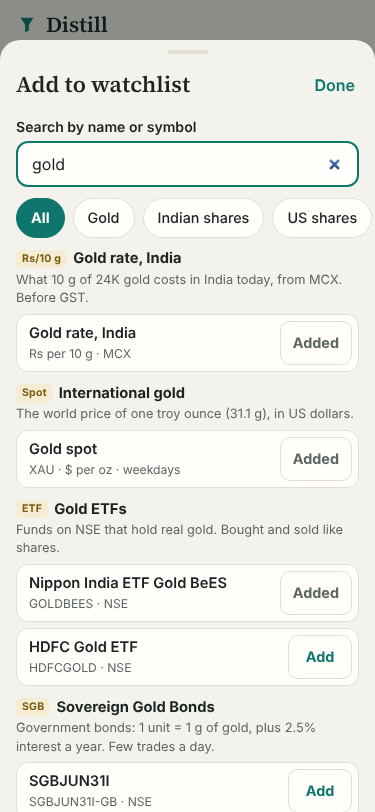 Distill
Add to watchlist
Done
Search by name or symbol
gold
All
Gold
Indian shares
US shares
Rs/10 g Gold rate, India
What 10 g of 24K gold costs in India today, from MCX.
Before GST.
Gold rate, India
Rs per 10 g · MCX
Added
Spot International gold
The world price of one troy ounce (31.1 g), in US dollars.
Gold spot
XAU · $ per oz · weekdays
Added
ETF Gold ETFs
Funds on NSE that hold real gold. Bought and sold like
shares.
Nippon India ETF Gold BeES
GOLDBEES · NSE
Added
HDFC Gold ETF
HDFCGOLD · NSE
Add
SGB Sovereign Gold Bonds
Government bonds: 1 unit = 1 g of gold, plus 2.5%
interest a year. Few trades a day.
SGBJUN31I
SGBJUN31I-GB · NSE
Add